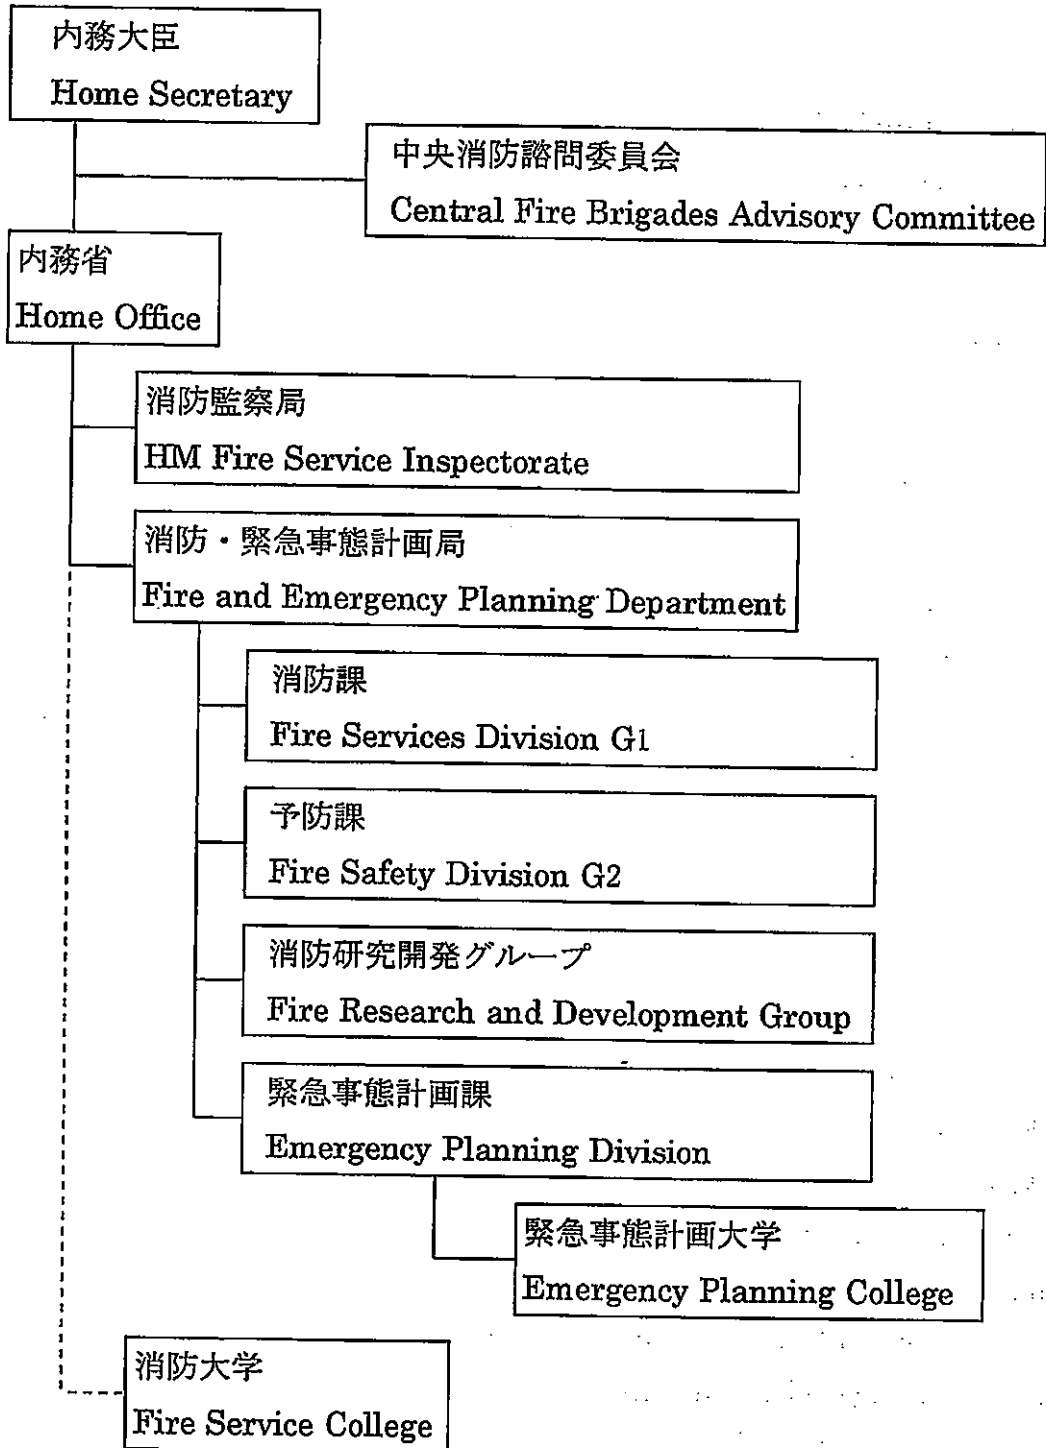 内務大臣
Home Secretary
中央消防諮問委員会
Central Fire Brigades Advisory Committee
内務省
Home Office
消防監察局
HM Fire Service Inspectorate
消防・緊急事態計画局
Fire and Emergency Planning Department
消防課
Fire Services Division G1
予防課
Fire Safety Division G2
消防研究開発グループ
Fire Research and Development Group
緊急事態計画課
Emergency Planning Division
緊急事態計画大学
Emergency Planning College
消防大学
Fire Service College